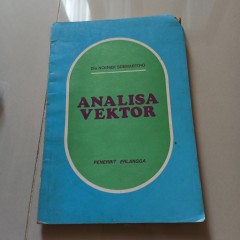 ANALISA
VEKTOR
PENERBIT ERLANGGA